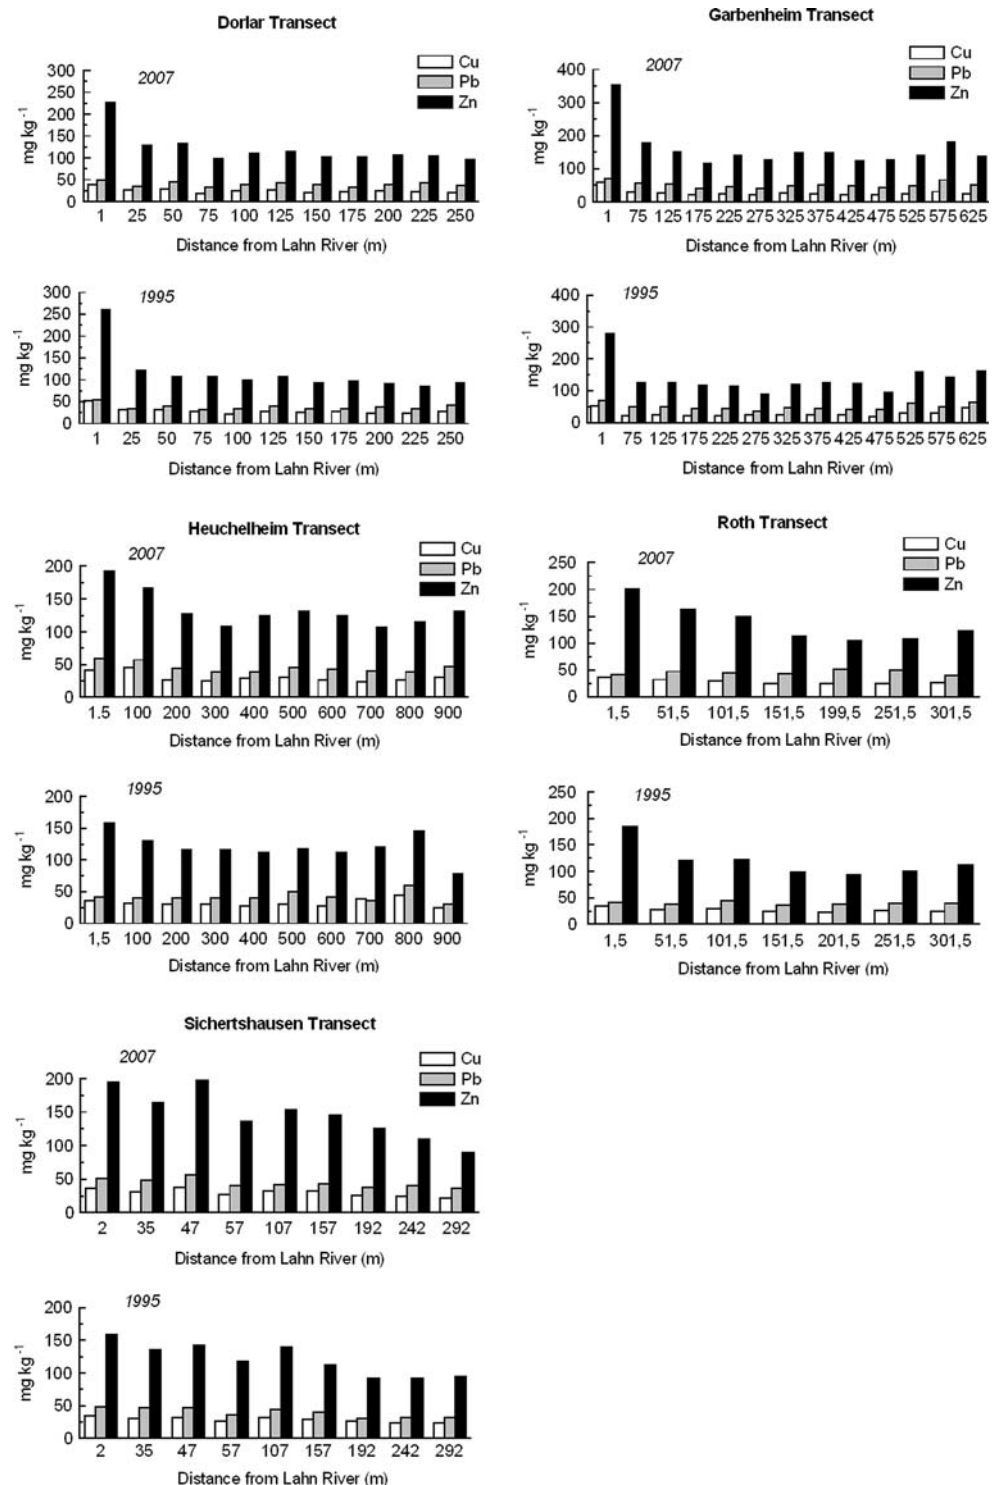 Dorlar Transect
2007
Cu
Pb
Zn
300
250
200
150
100
50
0
mg kg -1
1 25 50 75 100 125 150 175 200 225 250
Distance from Lahn River (m)
1995
300
250
300
150
100
50
0
mg kg -1
1 25 50 75 100 125 150 175 200 225 250
Distance from Lahn River (m)
Garbenheim Transect
2007
Cu
Pb
Zn
400
300
200
100
0
mg kg -1
1 75 125 175 225 275 325 375 425 475 525 575 625
Distance from Lahn River (m)
1995
400
300
200
100
0
mg kg -1
1 75 125 175 225 275 325 375 425 475 525 575 625
Distance from Lahn River (m)
Heuchelheim Transect
2007
Cu
Pb
Zn
200
150
100
50
0
mg kg -1
1,5 100 200 300 400 500 600 700 800 900
Distance from Lahn River (m)
1995
200
150
100
50
0
mg kg -1
1,5 100 200 300 400 500 600 700 800 900
Distance from Lahn River (m)
Roth Transect
2007
Cu
Pb
Zn
250
200
150
100
50
0
mg kg -1
1,5 51,5 101,5 151,5 199,5 251,5 301,5
Distance from Lahn River (m)
1995
250
200
150
100
50
0
mg kg -1
1,5 51,5 101,5 151,5 201,5 251,5 301,5
Distance from Lahn River (m)
Sichertshausen Transect
2007
Cu
Pb
Zn
200
150
100
50
0
mg kg -1
2 35 47 57 107 157 192 242 292
Distance from Lahn River (m)
1995
200
150
100
50
0
mg kg -1
2 35 47 57 107 157 192 242 292
Distance from Lahn River (m)